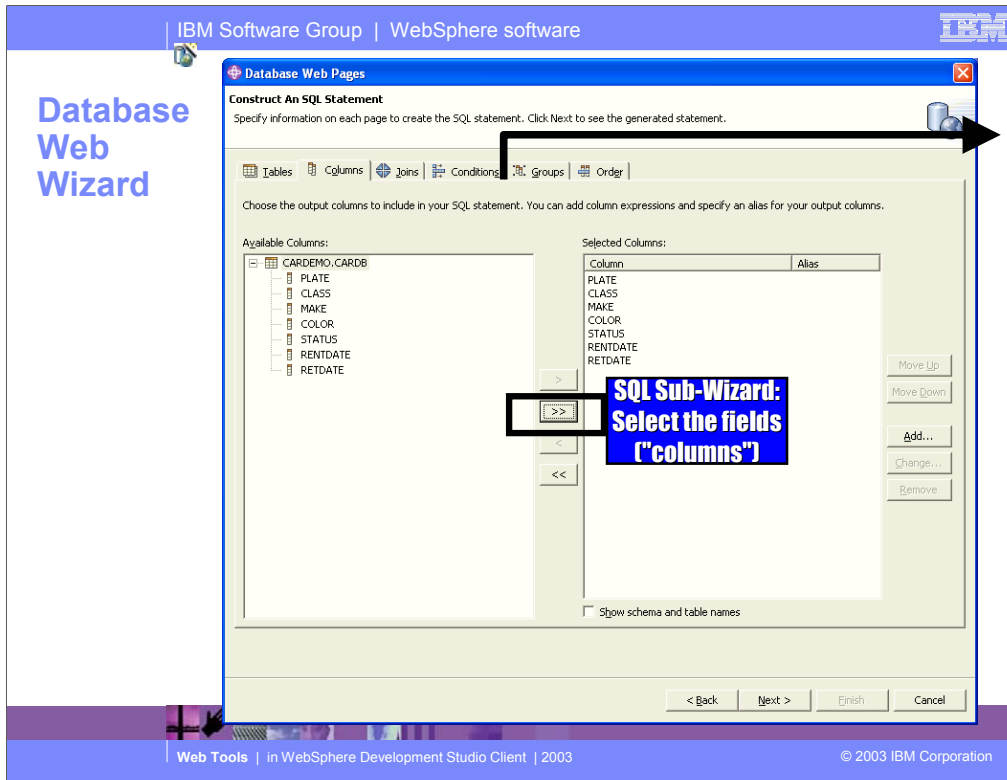 IBM Software Group | WebSphere software
IBM
Database
Web
Wizard
Database Web Pages
Construct An SQL Statement
Specify information on each page to create the SQL statement. Click Next to see the generated statement.
Tables Columns Joins Conditions Groups Order
Choose the output columns to include in your SQL statement. You can add column expressions and specify an alias for your output columns.
Available Columns:
CARDEMO.CARDB
PLATE
CLASS
MAKE
COLOR
STATUS
RENTDATE
RETDATE
>
>>
<
<<
Selected Columns:
Column Alias
PLATE
CLASS
MAKE
COLOR
STATUS
RENTDATE
RETDATE
SQL Sub-Wizard:
Select the fields
("columns")
Move Up
Move Down
Add...
Change...
Remove
Show schema and table names
< Back Next > Finish Cancel
Web Tools | in WebSphere Development Studio Client | 2003
© 2003 IBM Corporation